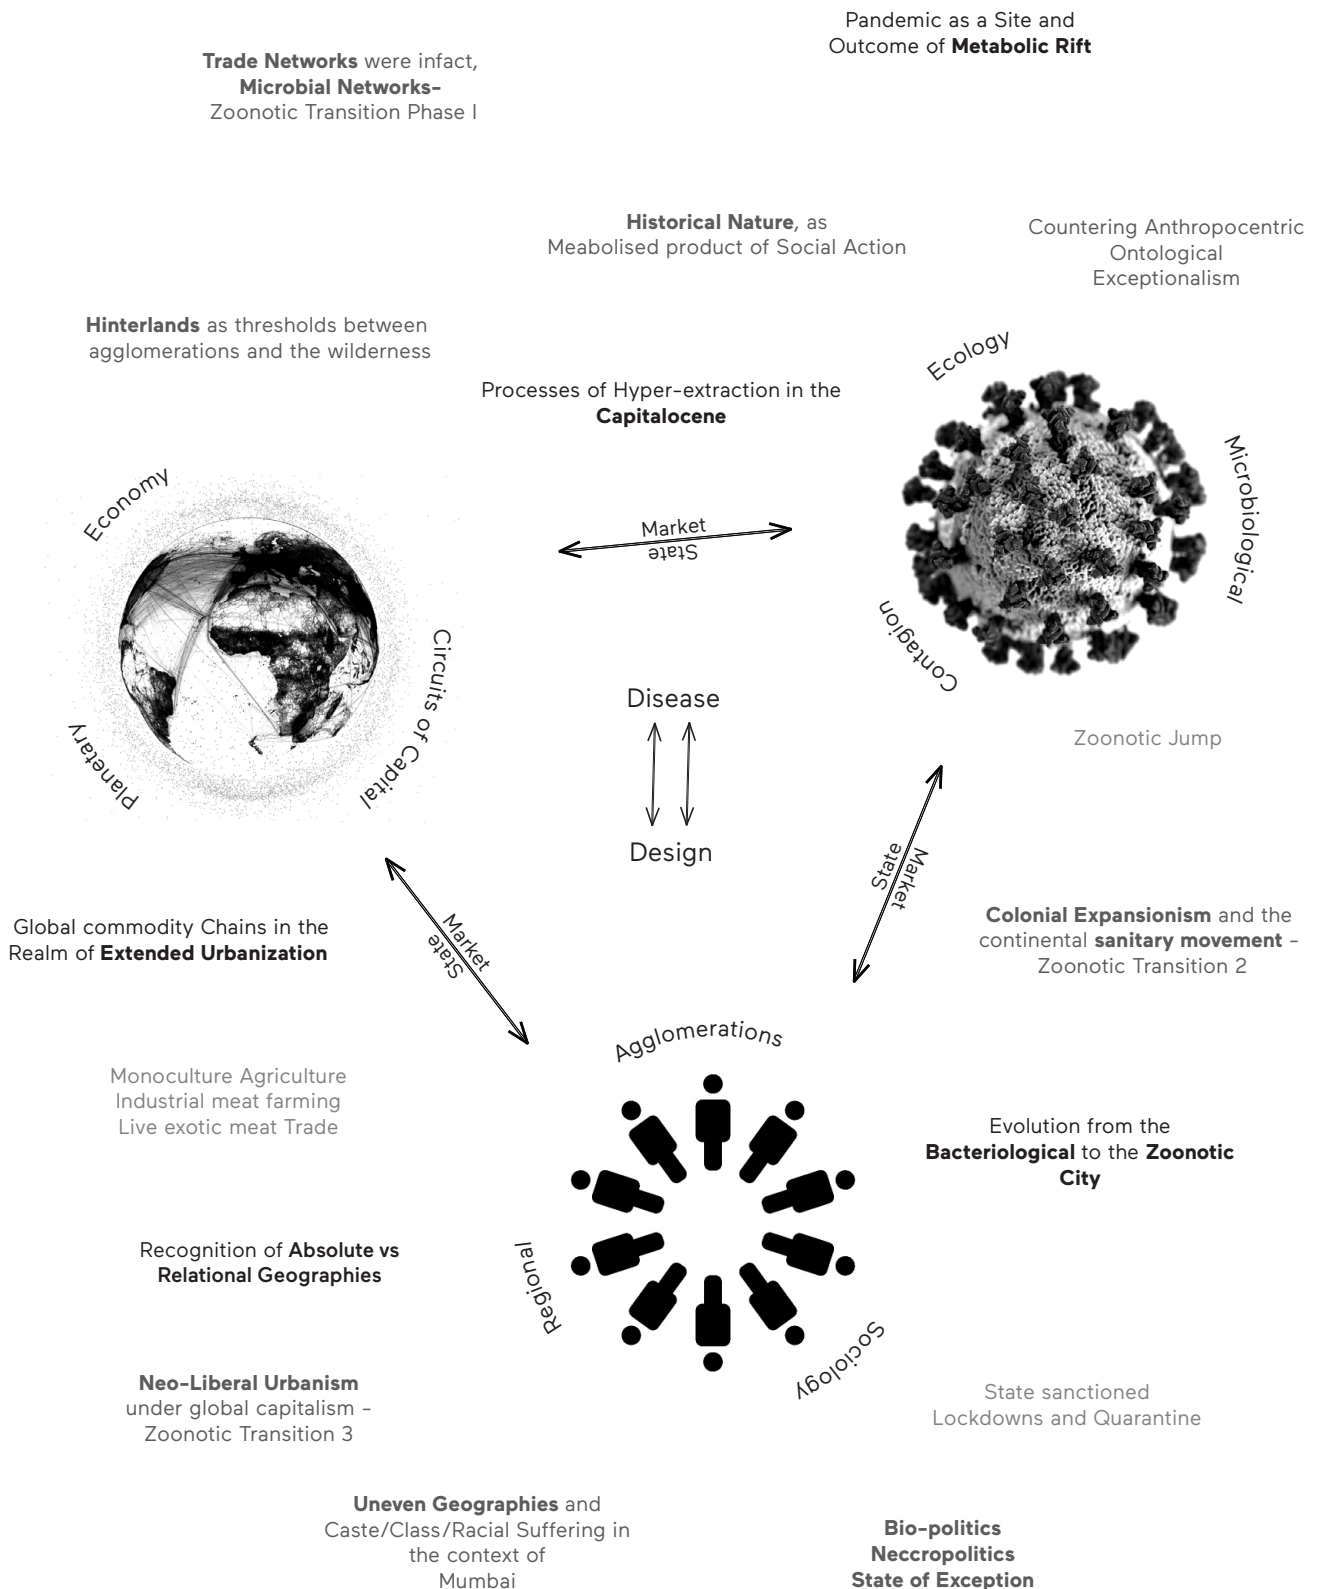 Pandemic as a Site and
Outcome of Metabolic Rift
Trade Networks were infact,
Microbial Networks-
Zoonotic Transition Phase I
Historical Nature, as
Meabolised product of Social Action
Countering Anthropocentric
Ontological
Exceptionalism
Hinterlands as thresholds between
agglomerations and the wilderness
Processes of Hyper-extraction in the
Capitalocene
Ecology
Microbiological
Contagion
Economy
Circuits of Capital
Planetary
Market
State
Disease
Design
Zoonotic Jump
State
Market
Market
State
Global commodity Chains in the
Realm of Extended Urbanization
Colonial Expansionism and the
continental sanitary movement -
Zoonotic Transition 2
Agglomerations
Regional
Sociology
Monoculture Agriculture
Industrial meat farming
Live exotic meat Trade
Evolution from the
Bacteriological to the Zoonotic
City
Recognition of Absolute vs
Relational Geographies
Neo-Liberal Urbanism
under global capitalism -
Zoonotic Transition 3
State sanctioned
Lockdowns and Quarantine
Uneven Geographies and
Caste/Class/Racial Suffering in
the context of
Mumbai
Bio-politics
Neccropolitics
State of Exception